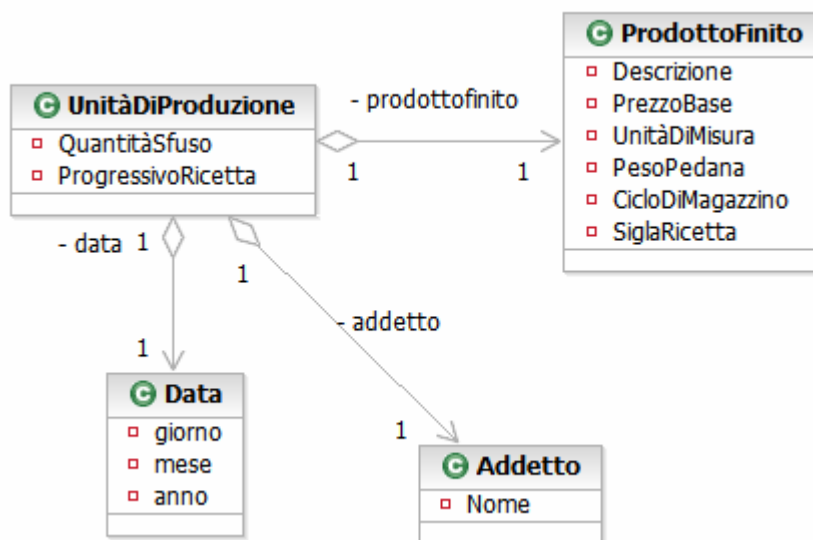 ProdottoFinito
Descrizione
PrezzoBase
UnitàDiMisura
PesoPedana
CicloDiMagazzino
SiglaRicetta
UnitàDiProduzione
QuantitàSfuso
ProgressivoRicetta
- prodottofinito
1
1
- data
1
1
1
- addetto
1
Data
giorno
mese
anno
Addetto
Nome